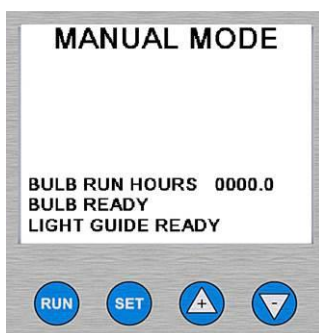 MANUAL MODE
BULB RUN HOURS 0000.0
BULB READY
LIGHT GUIDE READY
RUN SET + -